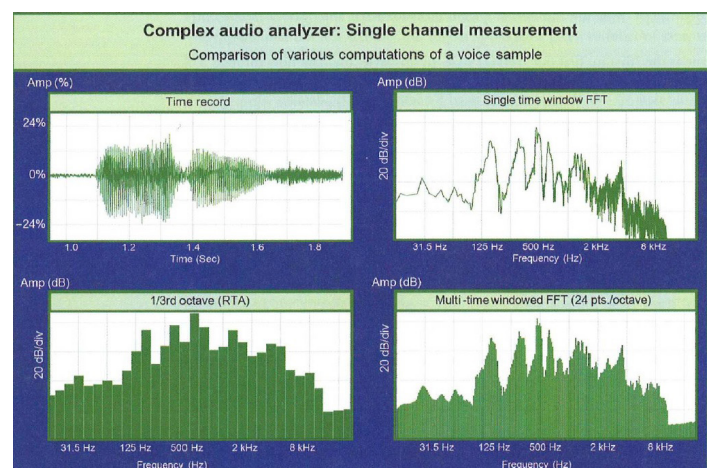 Complex audio analyzer: Single channel measurement
Comparison of various computations of a voice sample
Amp (%)
Time record
24%
0%
−24%
1.0 1.2 1.4 1.6 1.8
Time (Sec)
Amp (dB)
Single time window FFT
20 dB/div
31.5 Hz 125 Hz 500 Hz 2 kHz 8 kHz
Frequency (Hz)
Amp (dB)
1/3rd octave (RTA)
20 dB/div
31.5 Hz 125 Hz 500 Hz 2 kHz 8 kHz
Frequency (Hz)
Amp (dB)
Multi -time windowed FFT (24 pts./octave)
20 dB/div
31.5 Hz 125 Hz 500 Hz 2 kHz 8 kHz
Frequency (Hz)